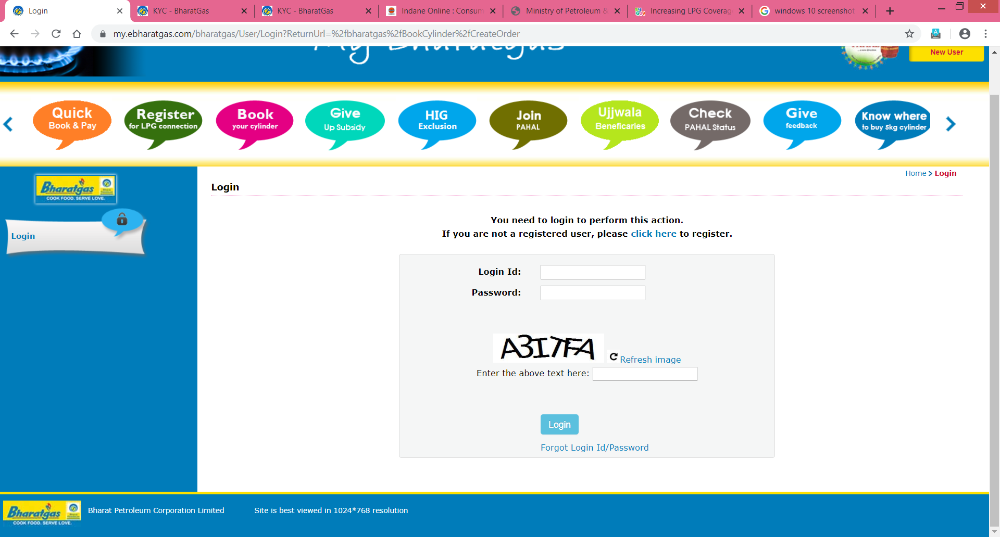 Login
KYC - BharatGas
KYC - BharatGas
Indane Online : Consum
Ministry of Petroleum &
Increasing LPG Coverag
windows 10 screenshot
my.ebharatgas.com/bharatgas/User/Login?ReturnUrl=%2fbharatgas%2fBookCylinder%2fCreateOrder
My Bharatgas
New User
Quick
Book & Pay
Register
for LPG connection
Book
your cylinder
Give
Up Subsidy
HIG
Exclusion
Join
PAHAL
Ujjwala
Beneficaries
Check
PAHAL Status
Give
feedback
Know where
to buy 5kg cylinder
Bharatgas
COOK FOOD. SERVE LOVE.
Login
Home > Login
Login
You need to login to perform this action.
If you are not a registered user, please click here to register.
Login Id:
Password:
A3I7FA
Refresh image
Enter the above text here:
Login
Forgot Login Id/Password
Bharatgas
COOK FOOD. SERVE LOVE.
Bharat Petroleum Corporation Limited
Site is best viewed in 1024*768 resolution